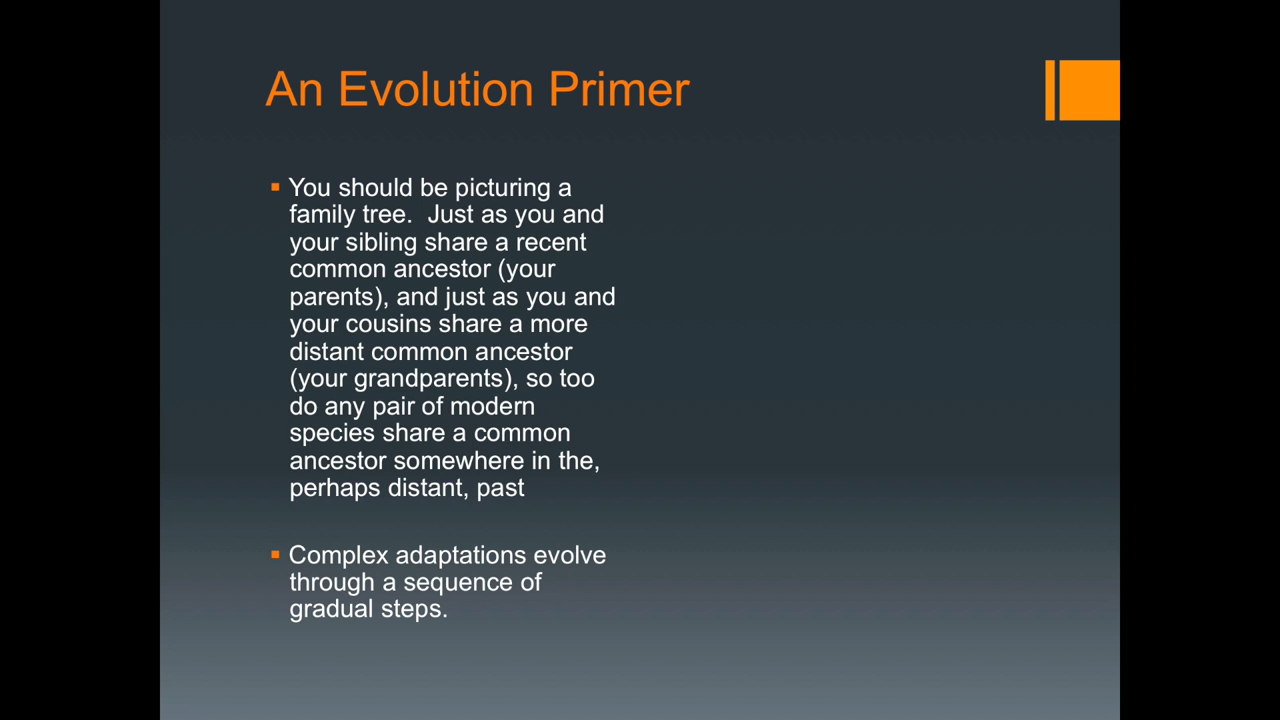 An Evolution Primer
You should be picturing a
family tree.  Just as you and
your sibling share a recent
common ancestor (your
parents), and just as you and
your cousins share a more
distant common ancestor
(your grandparents), so too
do any pair of modern
species share a common
ancestor somewhere in the,
perhaps distant, past
Complex adaptations evolve
through a sequence of
gradual steps.